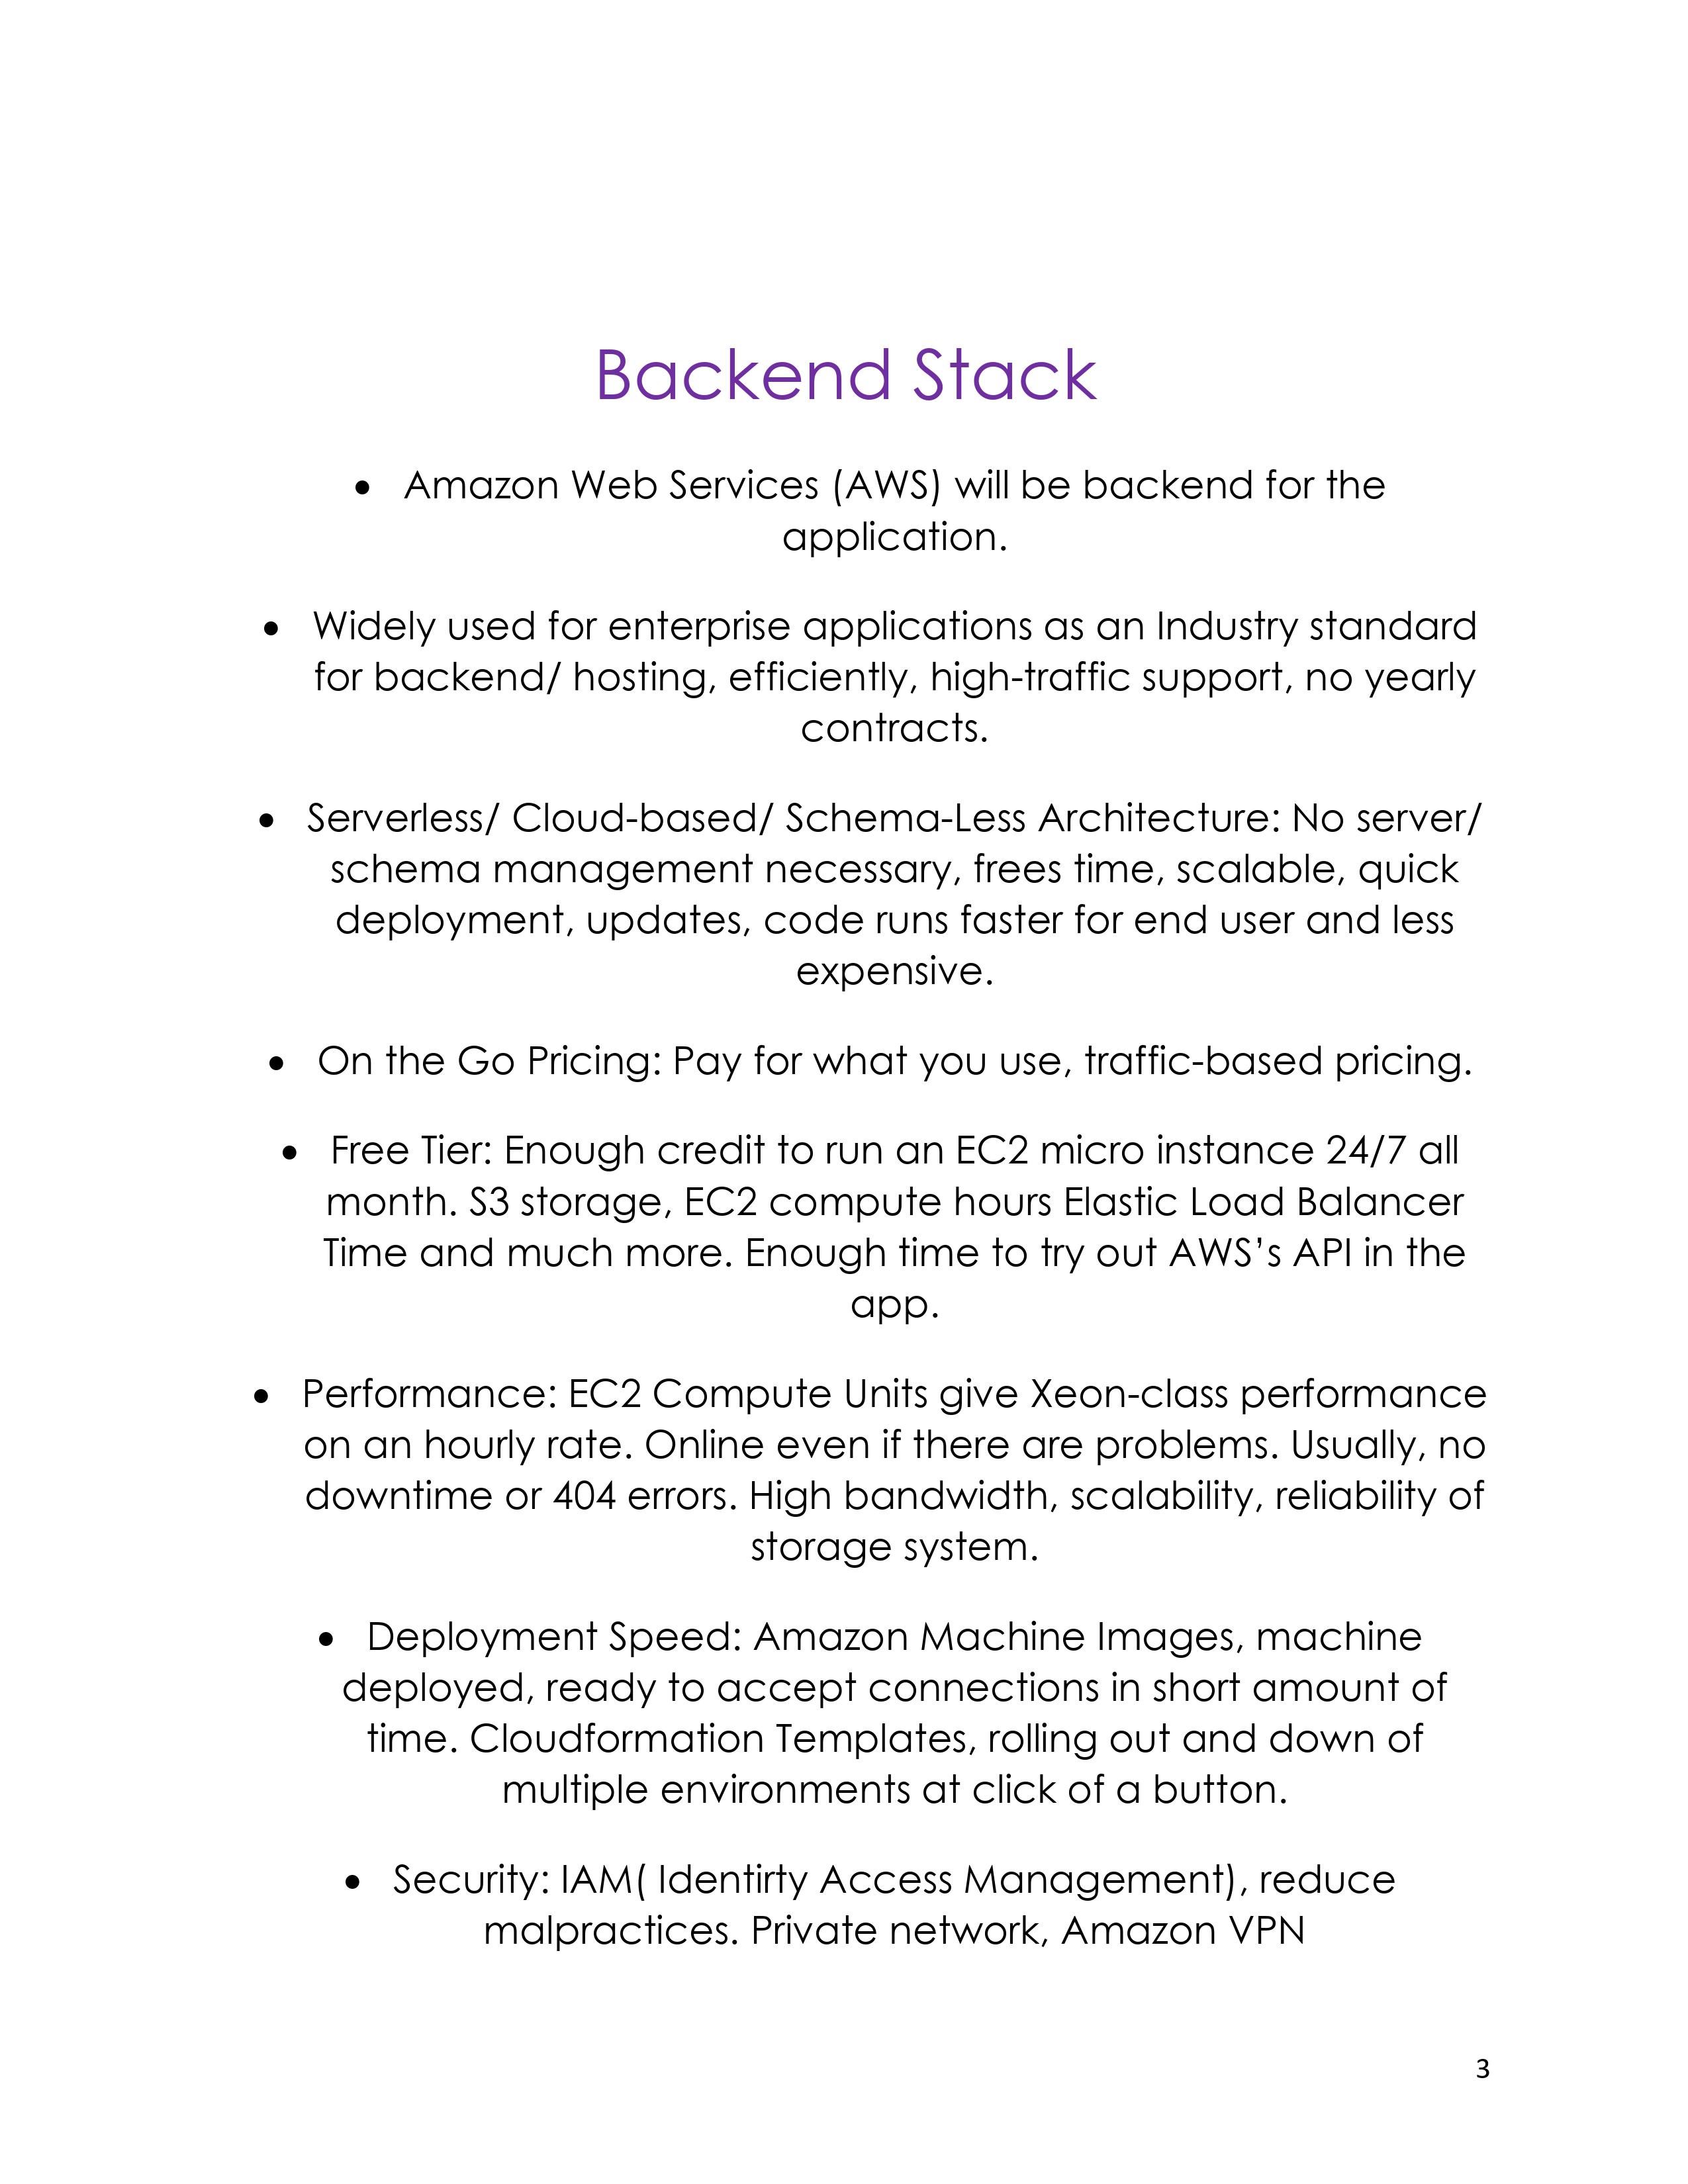 Backend Stack
• Amazon Web Services (AWS) will be backend for the
application.
• Widely used for enterprise applications as an Industry standard
for backend/ hosting, efficiently, high-traffic support, no yearly
contracts.
• Serverless/ Cloud-based/ Schema-Less Architecture: No server/
schema management necessary, frees time, scalable, quick
deployment, updates, code runs faster for end user and less
expensive.
• On the Go Pricing: Pay for what you use, traffic-based pricing.
• Free Tier: Enough credit to run an EC2 micro instance 24/7 all
month. S3 storage, EC2 compute hours Elastic Load Balancer
Time and much more. Enough time to try out AWS’s API in the
app.
• Performance: EC2 Compute Units give Xeon-class performance
on an hourly rate. Online even if there are problems. Usually, no
downtime or 404 errors. High bandwidth, scalability, reliability of
storage system.
• Deployment Speed: Amazon Machine Images, machine
deployed, ready to accept connections in short amount of
time. Cloudformation Templates, rolling out and down of
multiple environments at click of a button.
• Security: IAM( Identirty Access Management), reduce
malpractices. Private network, Amazon VPN
3